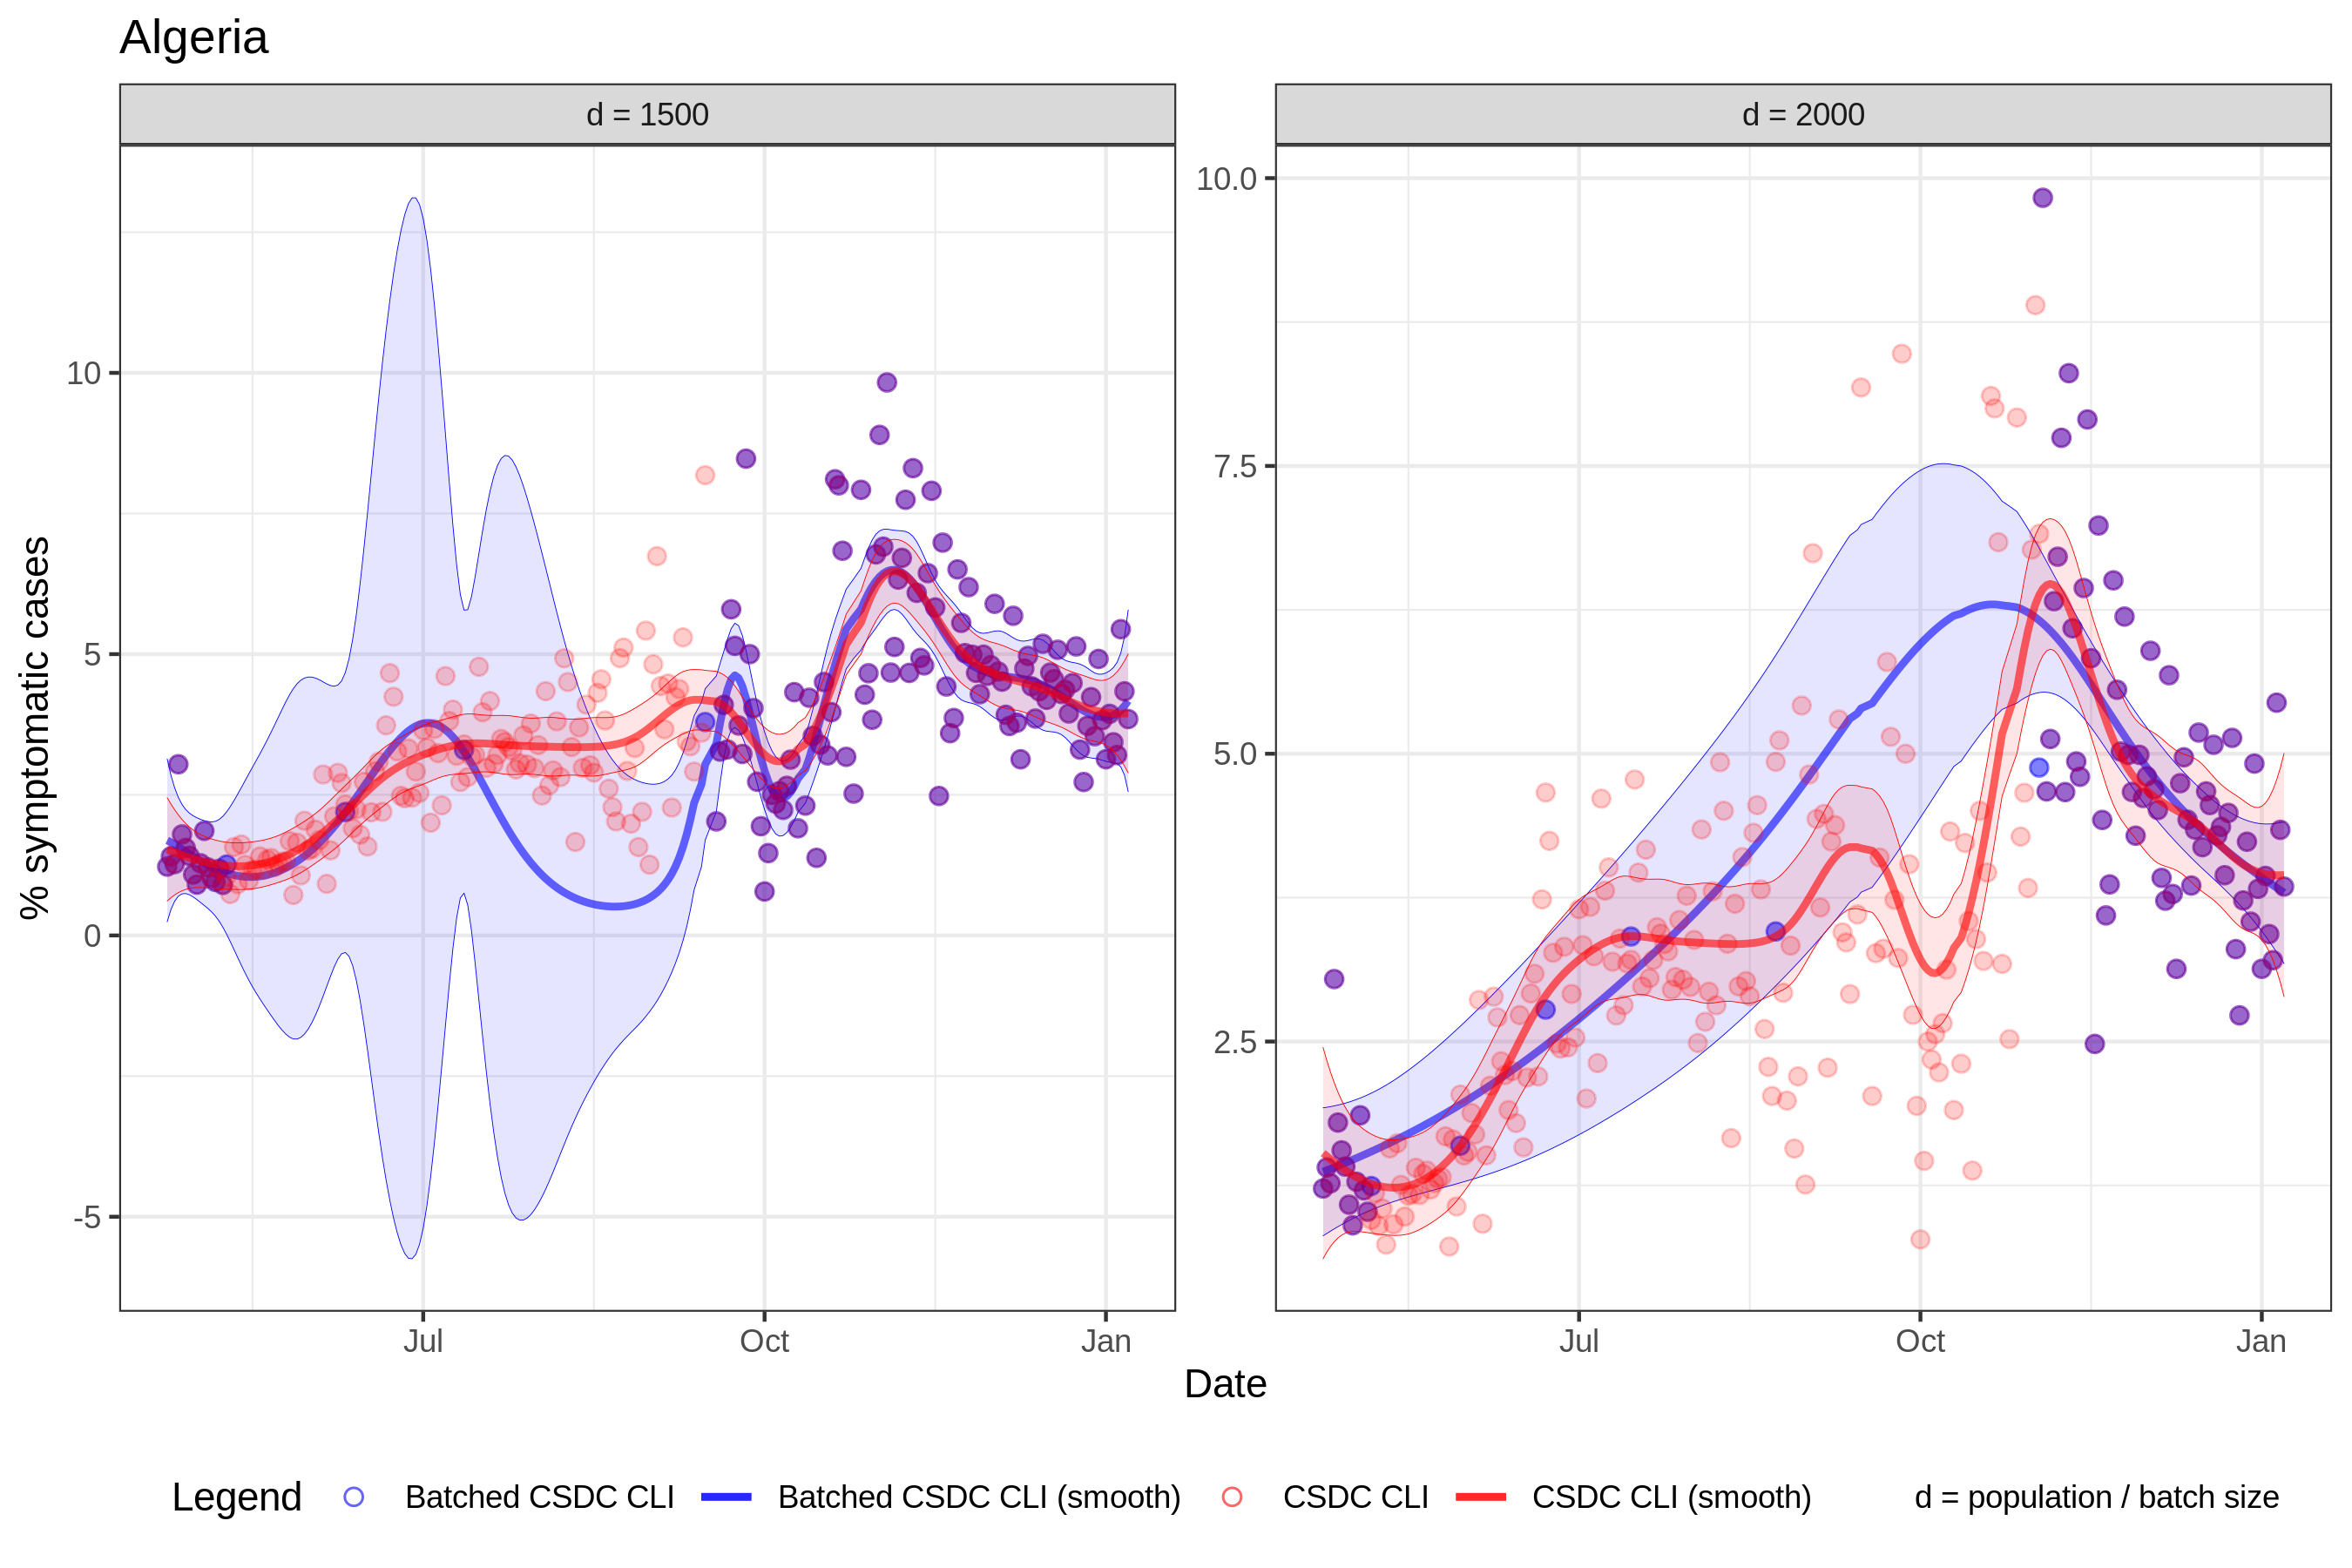 Algeria
d = 1500
d = 2000
% symptomatic cases
10
5
0
-5
10.0
7.5
5.0
2.5
Jul
Oct
Jan
Jul
Oct
Jan
Date
Legend
Batched CSDC CLI
Batched CSDC CLI (smooth)
CSDC CLI
CSDC CLI (smooth)
d = population / batch size